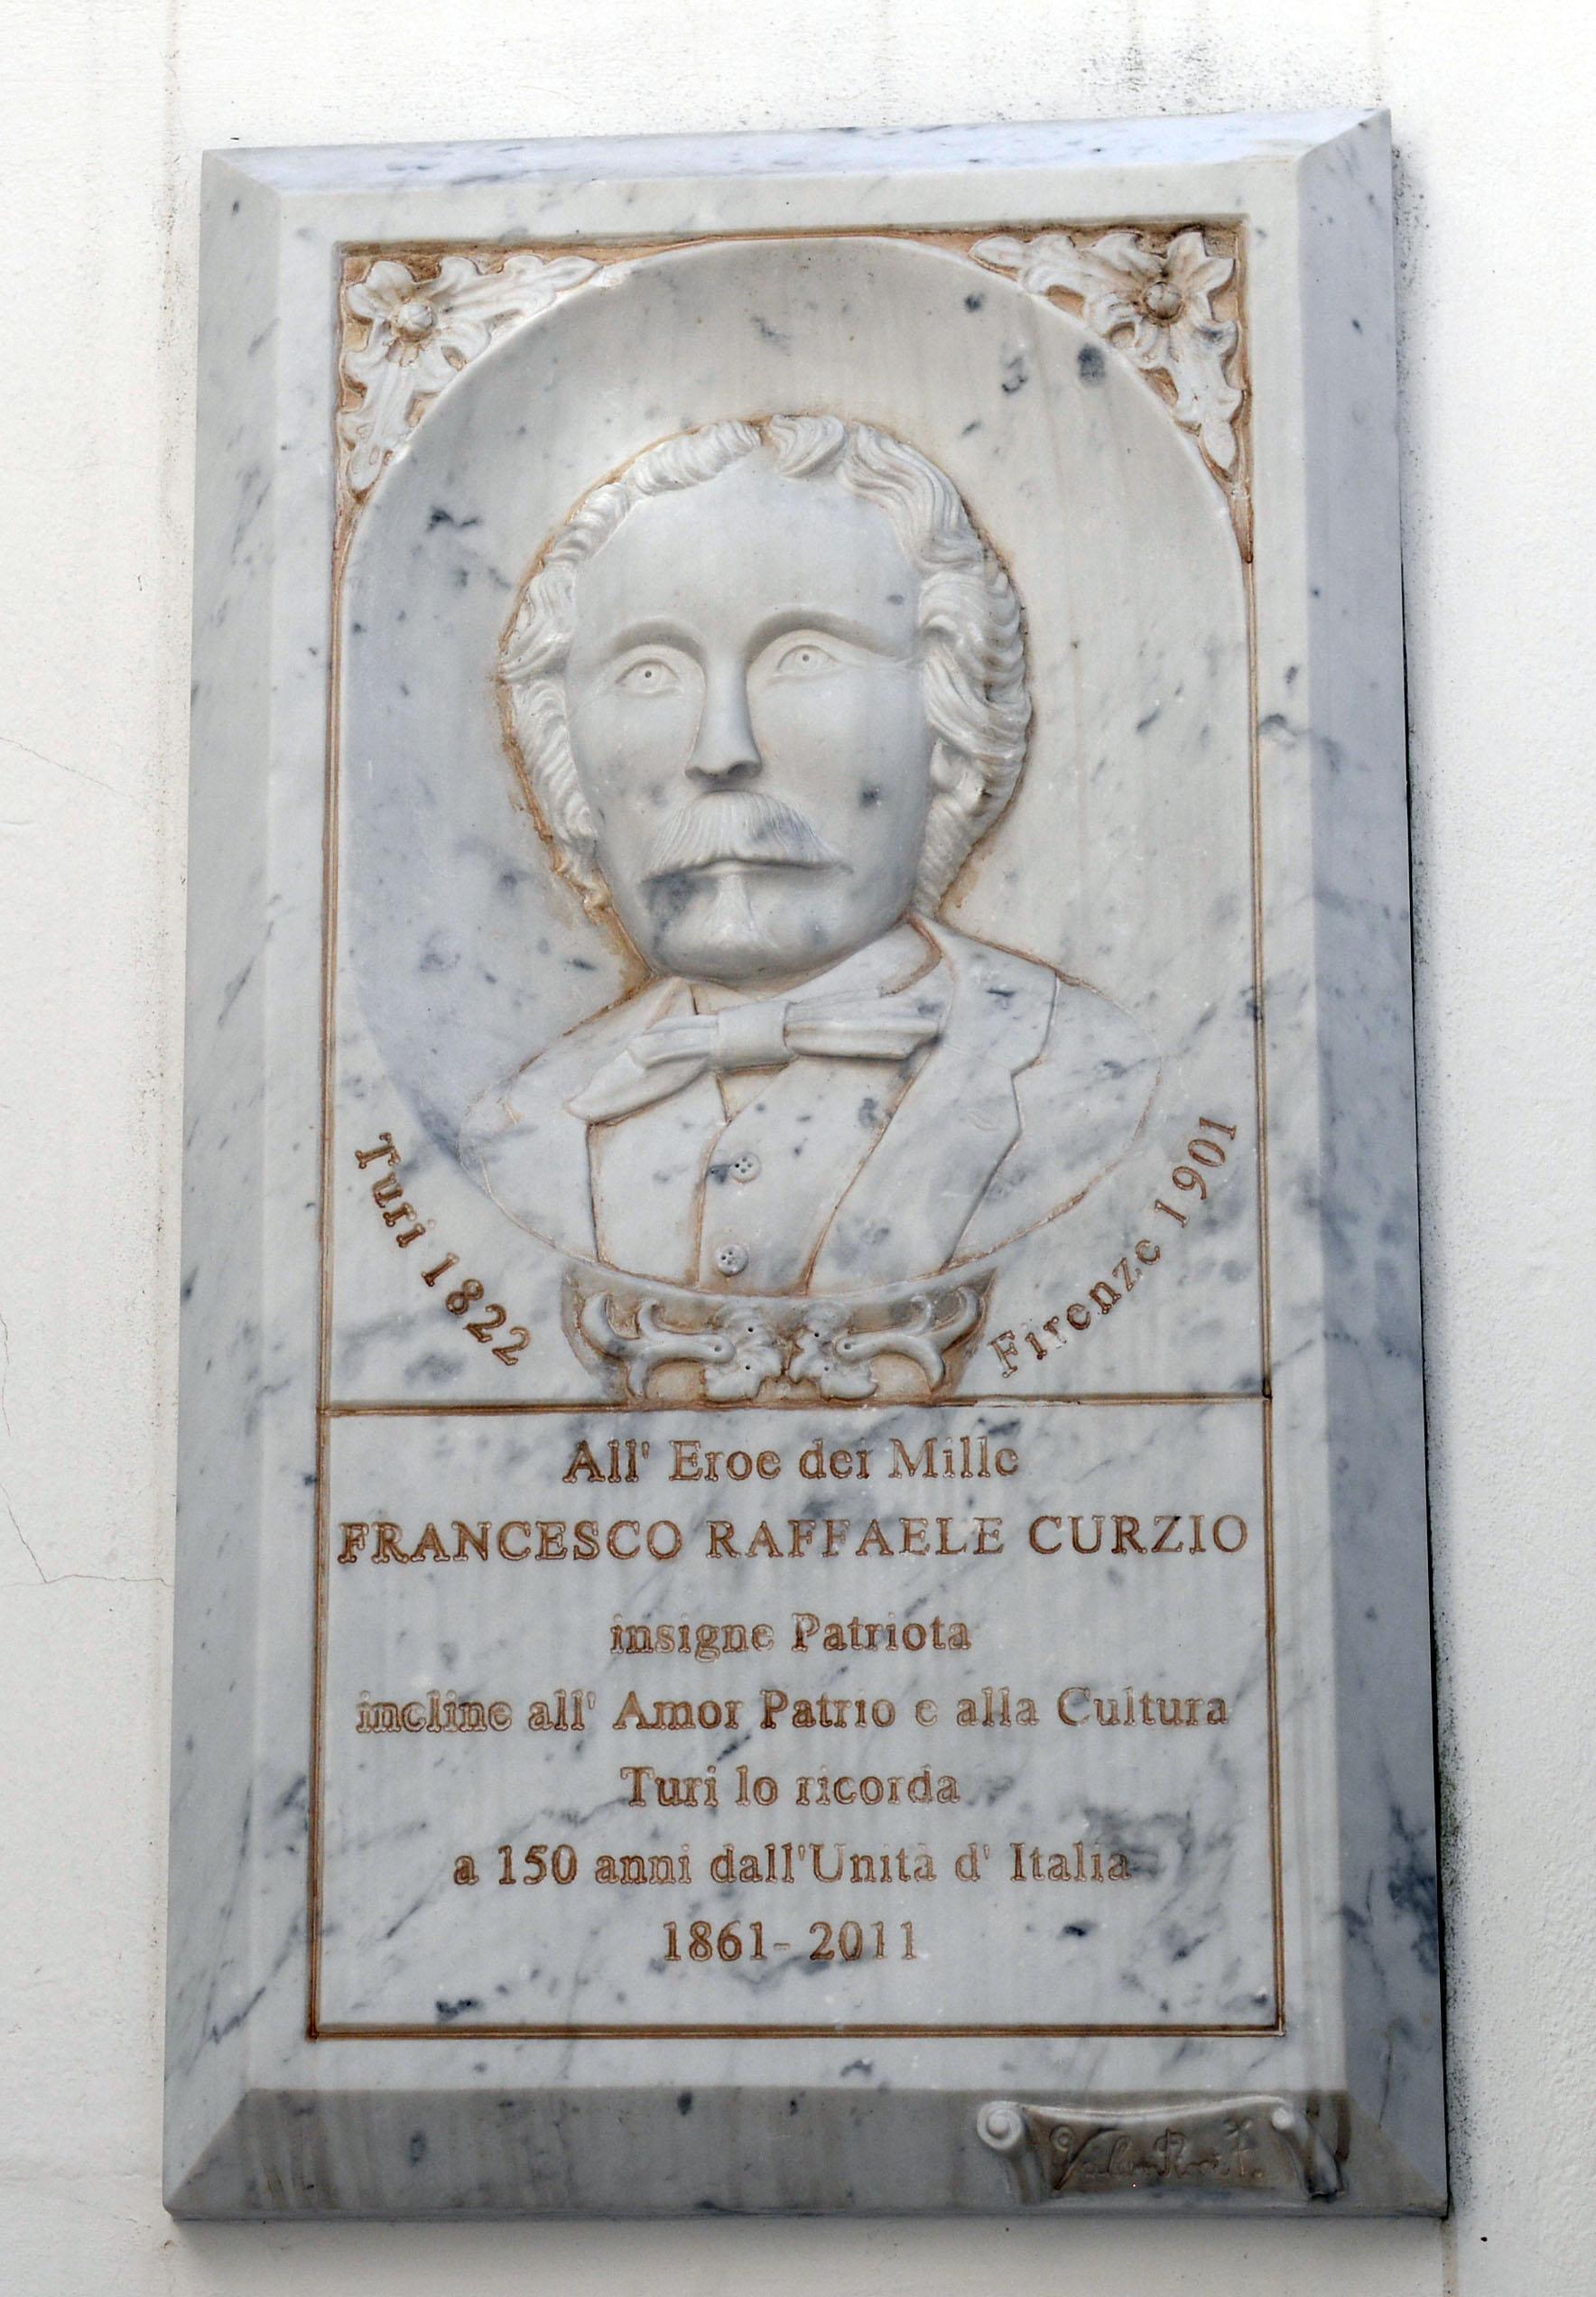 Turi 1822
Firenze 1901
All' Eroe dei Mille
FRANCESCO RAFFAELE CURZIO
insigne Patriota
incline all' Amor Patrio e alla Cultura
Turi lo ricorda
a 150 anni dall'Unità d' Italia
1861- 2011